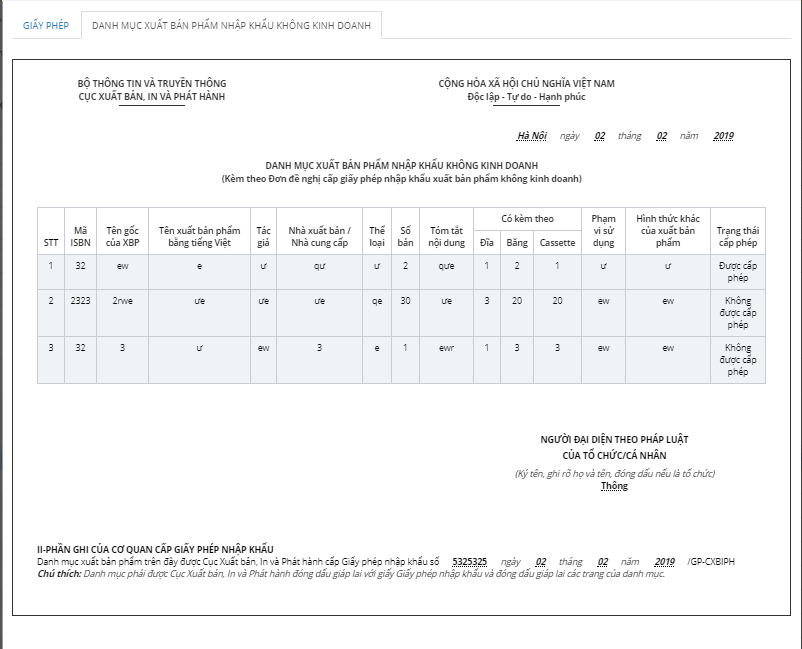 GIẤY PHÉP DANH MỤC XUẤT BẢN PHẨM NHẬP KHẨU KHÔNG KINH DOANH
BỘ THÔNG TIN VÀ TRUYỀN THÔNG CỘNG HÒA XÃ HỘI CHỦ NGHĨA VIỆT NAM
CỤC XUẤT BẢN, IN VÀ PHÁT HÀNH Độc lập - Tự do - Hạnh phúc
Hà Nội ngày 02 tháng 02 năm 2019
DANH MỤC XUẤT BẢN PHẨM NHẬP KHẨU KHÔNG KINH DOANH
(Kèm theo Đơn đề nghị cấp giấy phép nhập khẩu xuất bản phẩm không kinh doanh)
STT Mã ISBN Tên gốc của XBP Tên xuất bản phẩm bằng tiếng Việt Tác giả Nhà xuất bản / Nhà cung cấp Thể loại Số bản Tóm tắt nội dung Có kèm theo Đĩa Băng Cassette Phạm vi sử dụng Hình thức khác của xuất bản phẩm Trạng thái cấp phép
1 32 ew e ư qư ư 2 qưe 1 2 1 ư ư Được cấp phép
2 2323 2rwe ưe ưe ưe qe 30 ưe 3 20 20 ew ew Không được cấp phép
3 32 3 ư ew 3 e 1 ewr 1 3 3 ew ew Không được cấp phép
NGƯỜI ĐẠI DIỆN THEO PHÁP LUẬT
CỦA TỔ CHỨC/CÁ NHÂN
(Ký tên, ghi rõ họ và tên, đóng dấu nếu là tổ chức)
Thông
II-PHẦN GHI CỦA CƠ QUAN CẤP GIẤY PHÉP NHẬP KHẨU
Danh mục xuất bản phẩm trên đây được Cục Xuất bản, In và Phát hành cấp Giấy phép nhập khẩu số 5325325 ngày 02 tháng 02 năm 2019 /GP-CXBIPH
Chú thích: Danh mục phải được Cục Xuất bản, In và Phát hành đóng dấu giáp lai với giấy Giấy phép nhập khẩu và đóng dấu giáp lai các trang của danh mục.